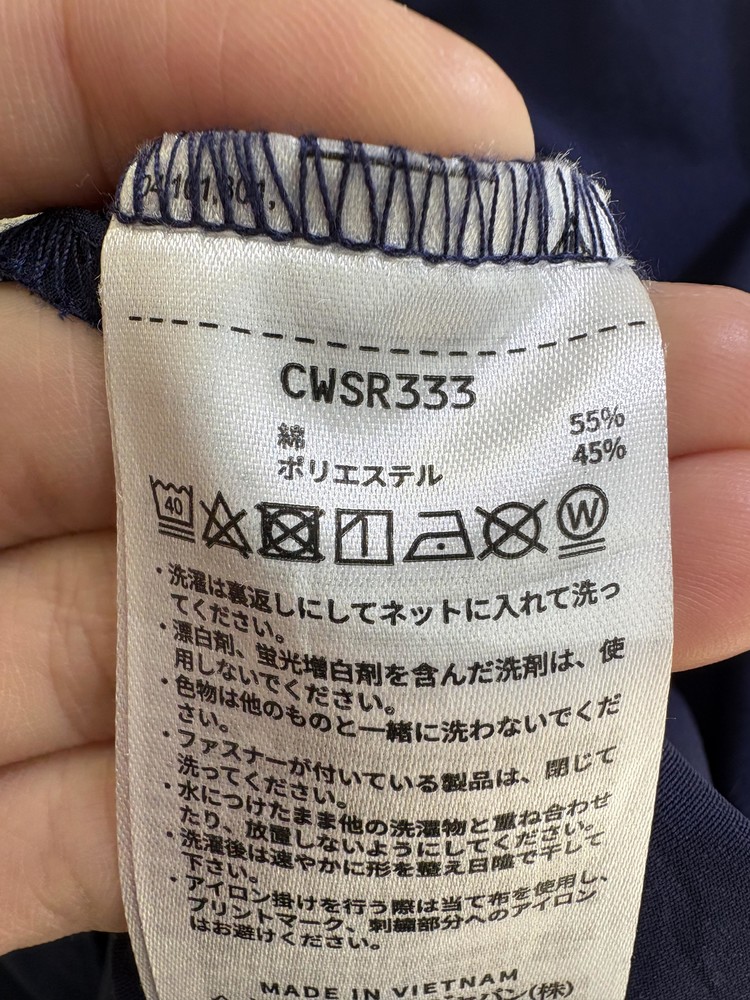 CWSR333
綿 55%
ポリエステル 45%
40
W
・洗濯は裏返しにしてネットに入れて洗っ
てください。
・漂白剤、蛍光増白剤を含んだ洗剤は、使
用しないでください。
・色物は他のものと一緒に洗わないでくだ
さい。
・ファスナーが付いている製品は、閉じて
洗ってください。
・水につけたまま他の洗濯物と重ね合わせ
たり、放置しないようにしてください。
・洗濯後は速やかに形を整え日陰で干して
下さい。
・アイロン掛けを行う際は当て布を使用し、
プリントマーク、刺繍部分へのアイロン
はお避けください。
MADE IN VIETNAM
パン(株)